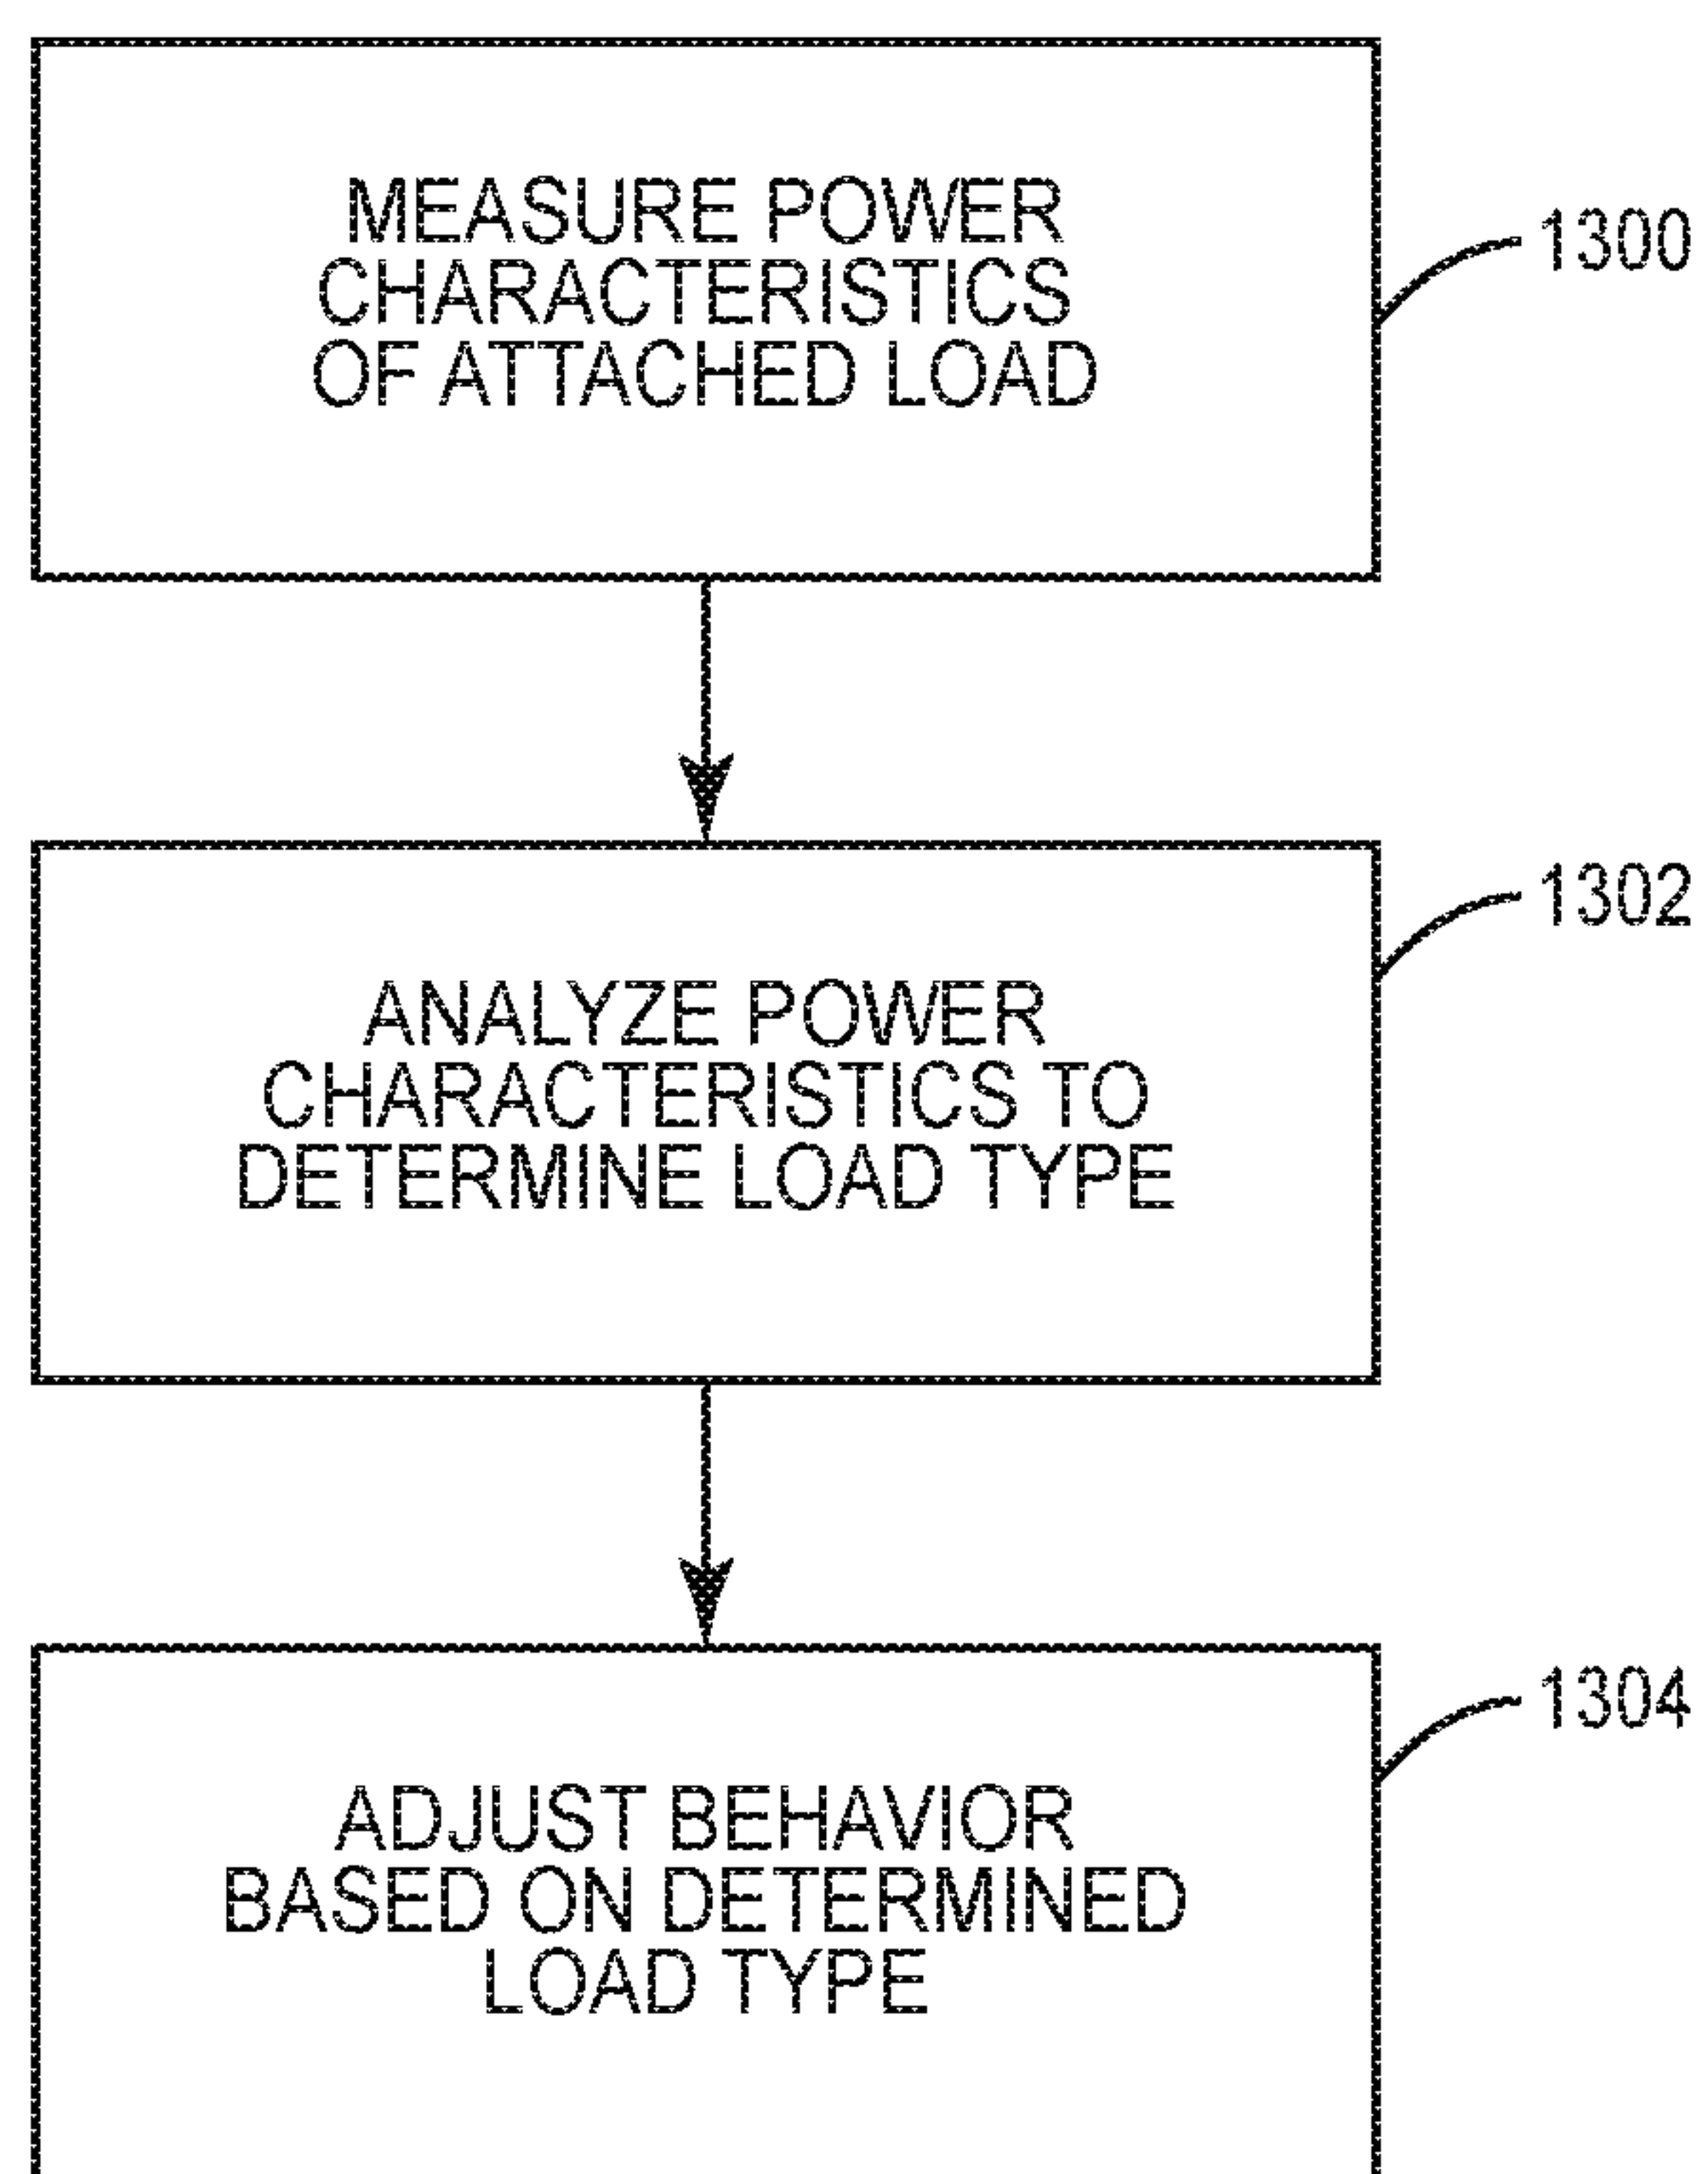 MEASURE POWER
CHARACTERISTICS
OF ATTACHED LOAD
1300
ANALYZE POWER
CHARACTERISTICS TO
DETERMINE LOAD TYPE
1302
ADJUST BEHAVIOR
BASED ON DETERMINED
LOAD TYPE
1304